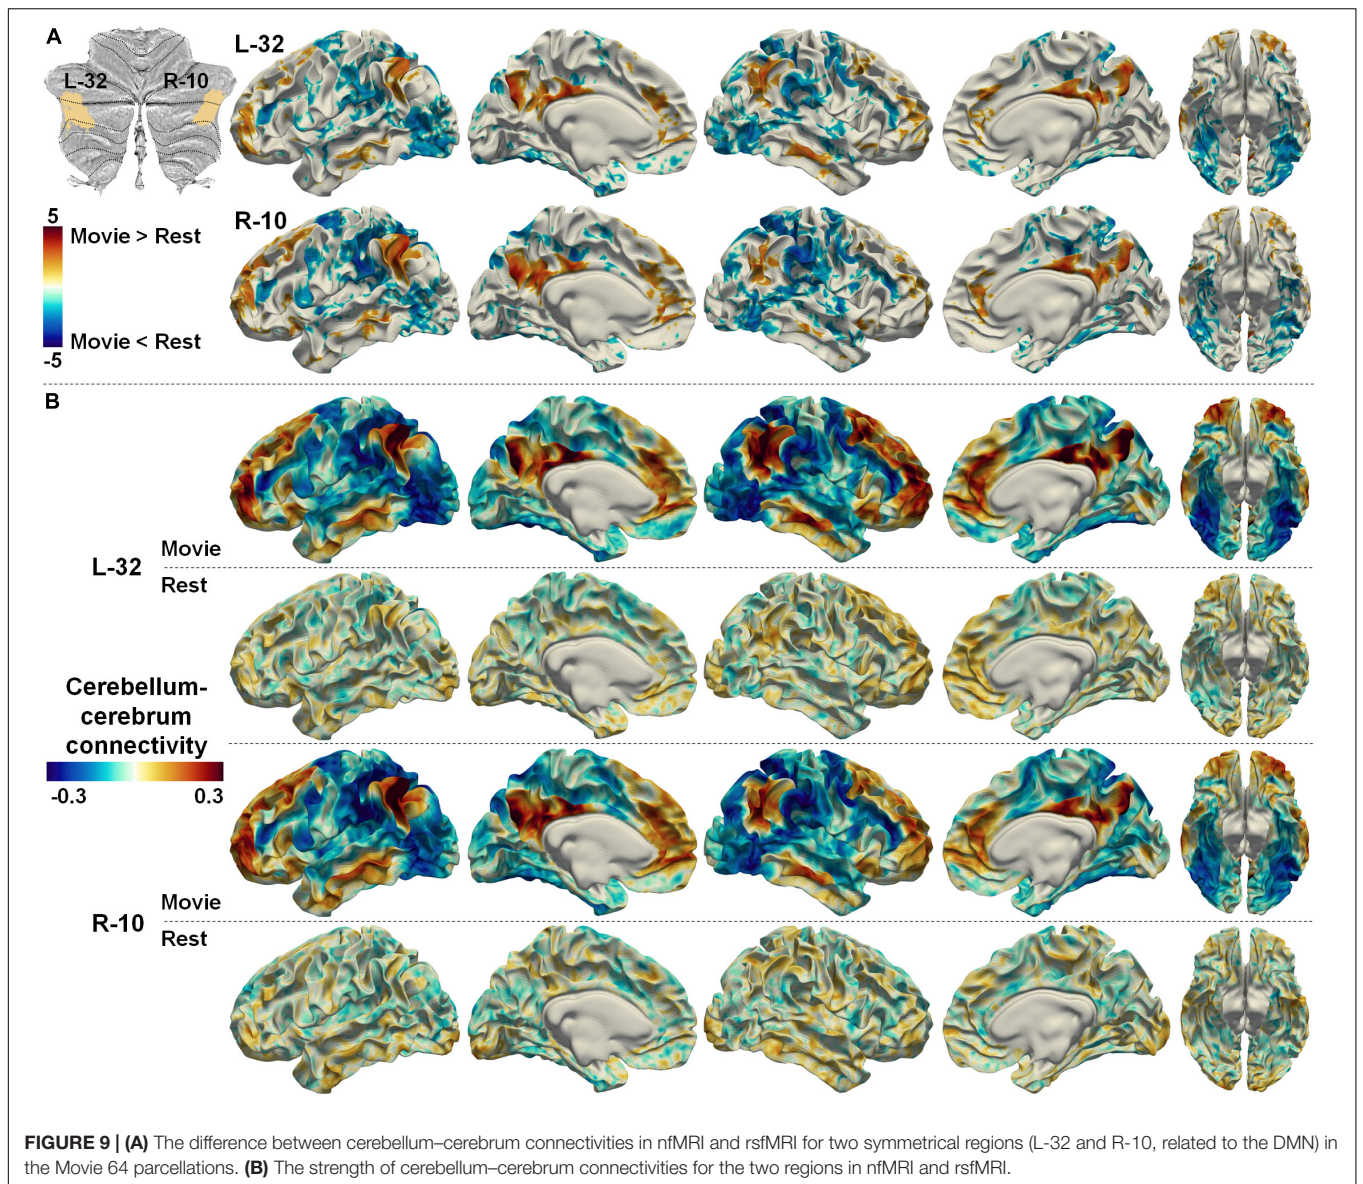 A
L-32
R-10
L-32
5
Movie > Rest
Movie < Rest
-5
R-10
B
L-32
Movie
Rest
Cerebellum-
cerebrum
connectivity
-0.3
0.3
R-10
Movie
Rest
FIGURE 9 | (A) The difference between cerebellum–cerebrum connectivities in nfMRI and rsfMRI for two symmetrical regions (L-32 and R-10, related to the DMN) in
the Movie 64 parcellations. (B) The strength of cerebellum–cerebrum connectivities for the two regions in nfMRI and rsfMRI.